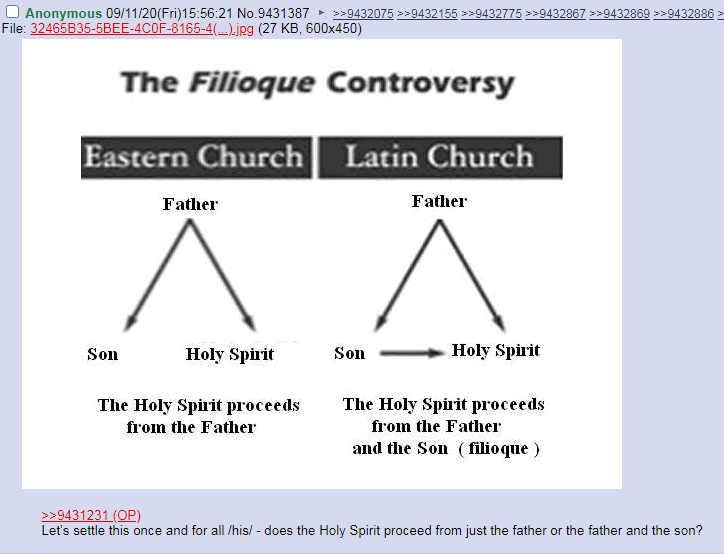 Anonymous 09/11/20(Fri)15:56:21 No.9431387 ▸ >>9432075 >>9432155 >>9432775 >>9432867 >>9432869 >>9432886 >
File: 32465B35-5BEE-4C0F-8165-4(...).jpg (27 KB, 600x450)
The Filioque Controversy
Eastern Church Latin Church
Father Father
Son Holy Spirit Son Holy Spirit
The Holy Spirit proceeds
from the Father
The Holy Spirit proceeds
from the Father
and the Son ( filioque )
>>9431231 (OP)
Let's settle this once and for all /his/ - does the Holy Spirit proceed from just the father or the father and the son?